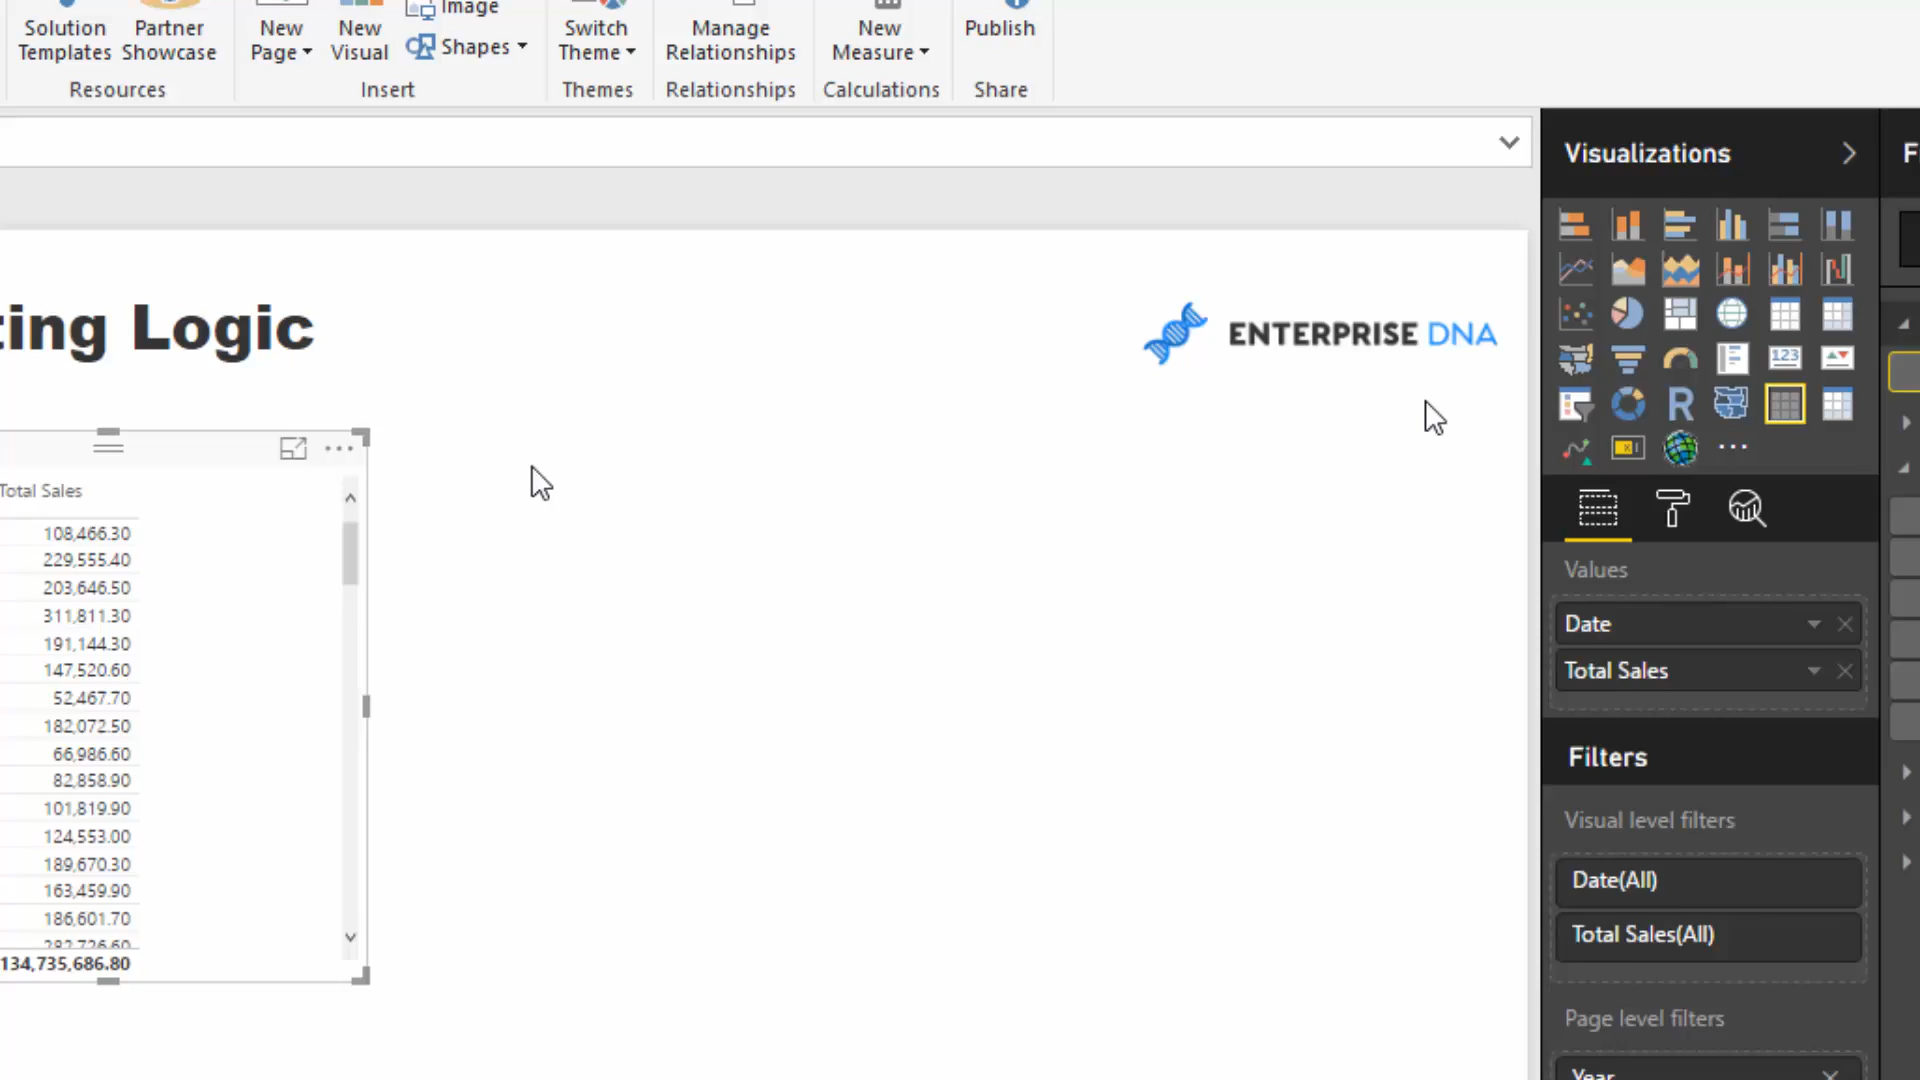 Image
Solution Templates
Partner Showcase
New Page
New Visual
Shapes
Switch Theme
Manage Relationships
New Measure
Publish
Resources
Insert
Themes
Relationships
Calculations
Share
Visualizations
F
ting Logic
ENTERPRISE DNA
Total Sales
108,466.30
229,555.40
203,646.50
311,811.30
191,144.30
147,520.60
52,467.70
182,072.50
66,986.60
82,858.90
101,819.90
124,553.00
189,670.30
163,459.90
186,601.70
282,726.60
134,735,686.80
123
R
Values
Date
Total Sales
Filters
Visual level filters
Date(All)
Total Sales(All)
Page level filters
Year